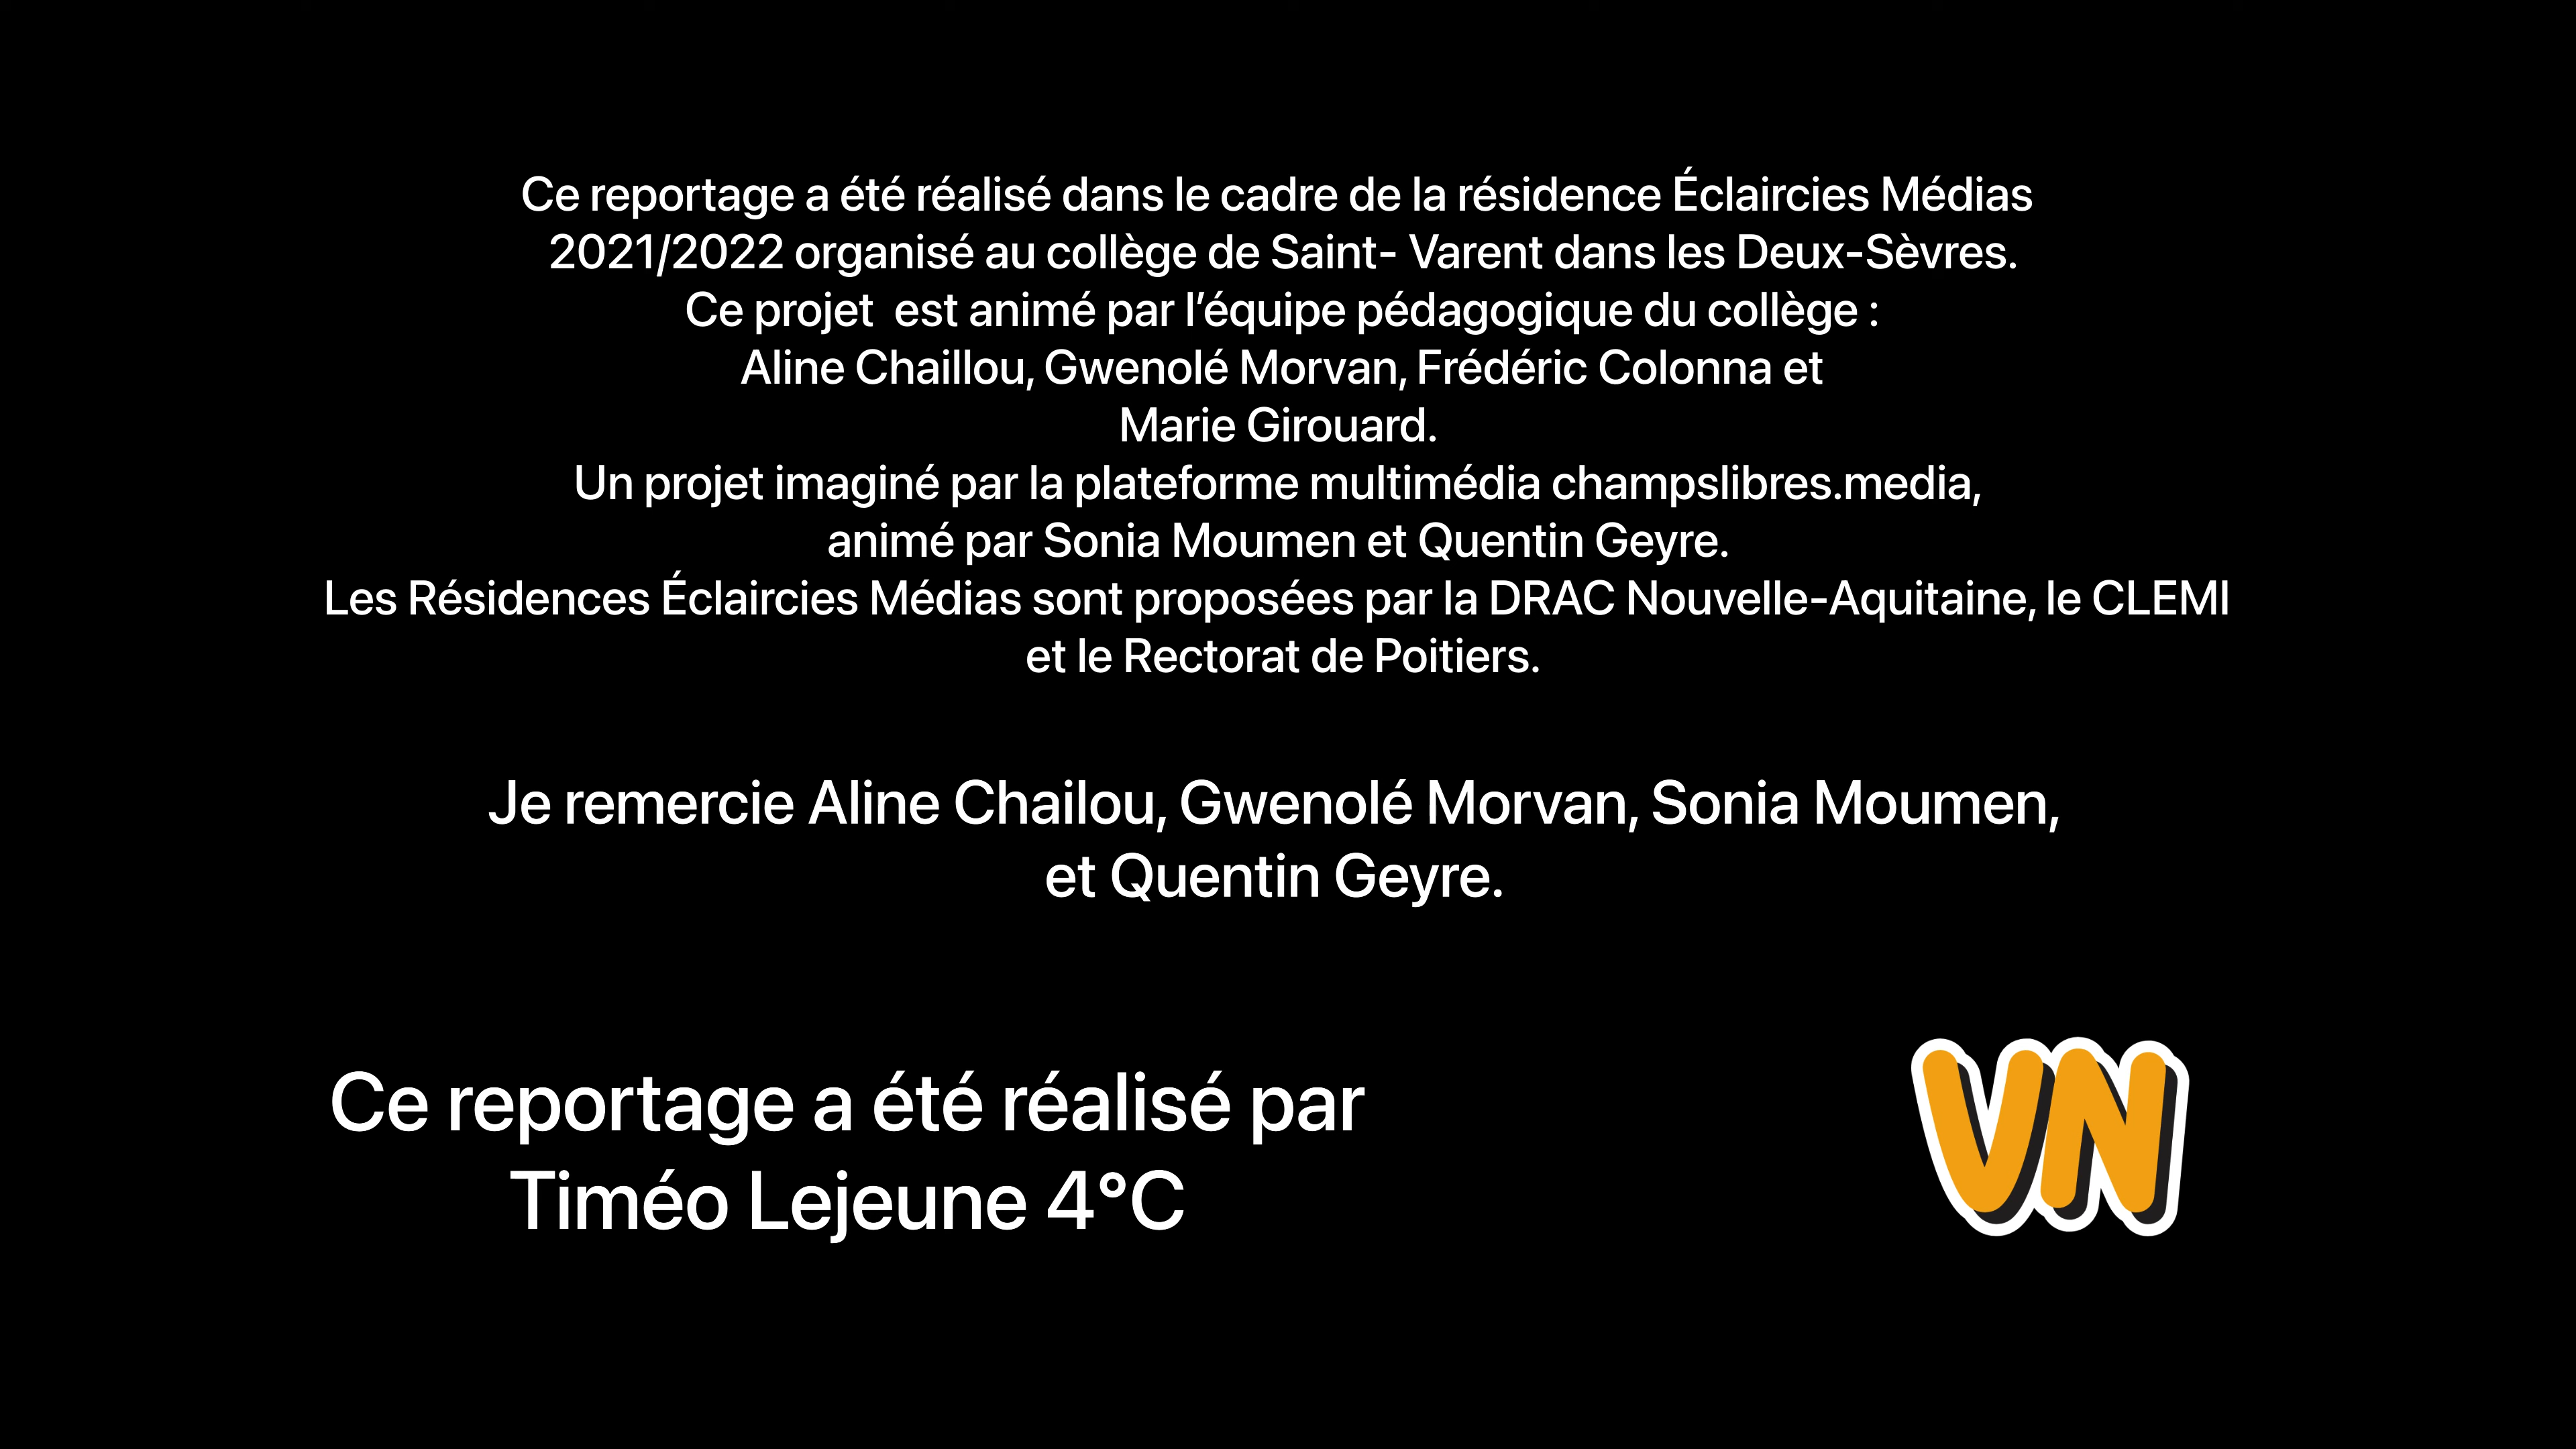 Ce reportage a été réalisé dans le cadre de la résidence Éclaircies Médias
2021/2022 organisé au collège de Saint- Varent dans les Deux-Sèvres.
Ce projet  est animé par l’équipe pédagogique du collège :
Aline Chaillou, Gwenolé Morvan, Frédéric Colonna et
Marie Girouard.
Un projet imaginé par la plateforme multimédia champslibres.media,
animé par Sonia Moumen et Quentin Geyre.
Les Résidences Éclaircies Médias sont proposées par la DRAC Nouvelle-Aquitaine, le CLEMI
et le Rectorat de Poitiers.
Je remercie Aline Chailou, Gwenolé Morvan, Sonia Moumen,
et Quentin Geyre.
Ce reportage a été réalisé par
Timéo Lejeune 4°C
VN